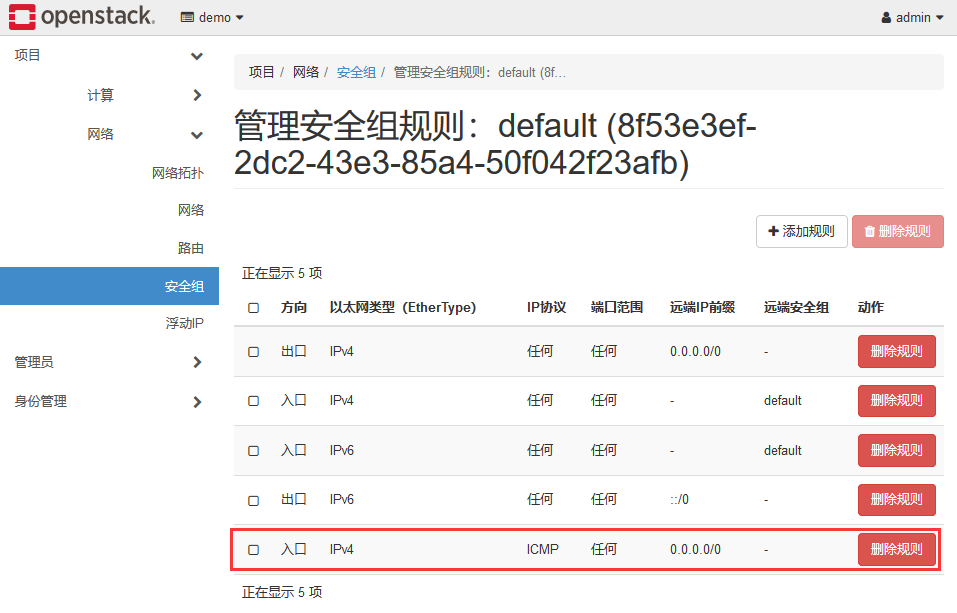 openstack.
demo
admin
项目
计算
网络
网络拓扑
网络
路由
安全组
浮动IP
管理员
身份管理
项目 / 网络 / 安全组 / 管理安全组规则：default (8f...
管理安全组规则：default (8f53e3ef-
2dc2-43e3-85a4-50f042f23afb)
添加规则
删除规则
正在显示 5 项
方向 以太网类型（EtherType） IP协议 端口范围 远端IP前缀 远端安全组 动作
出口 IPv4 任何 任何 0.0.0.0/0 - 删除规则
入口 IPv4 任何 任何 - default 删除规则
入口 IPv6 任何 任何 - default 删除规则
出口 IPv6 任何 任何 ::/0 - 删除规则
入口 IPv4 ICMP 任何 0.0.0.0/0 - 删除规则
正在显示 5 项